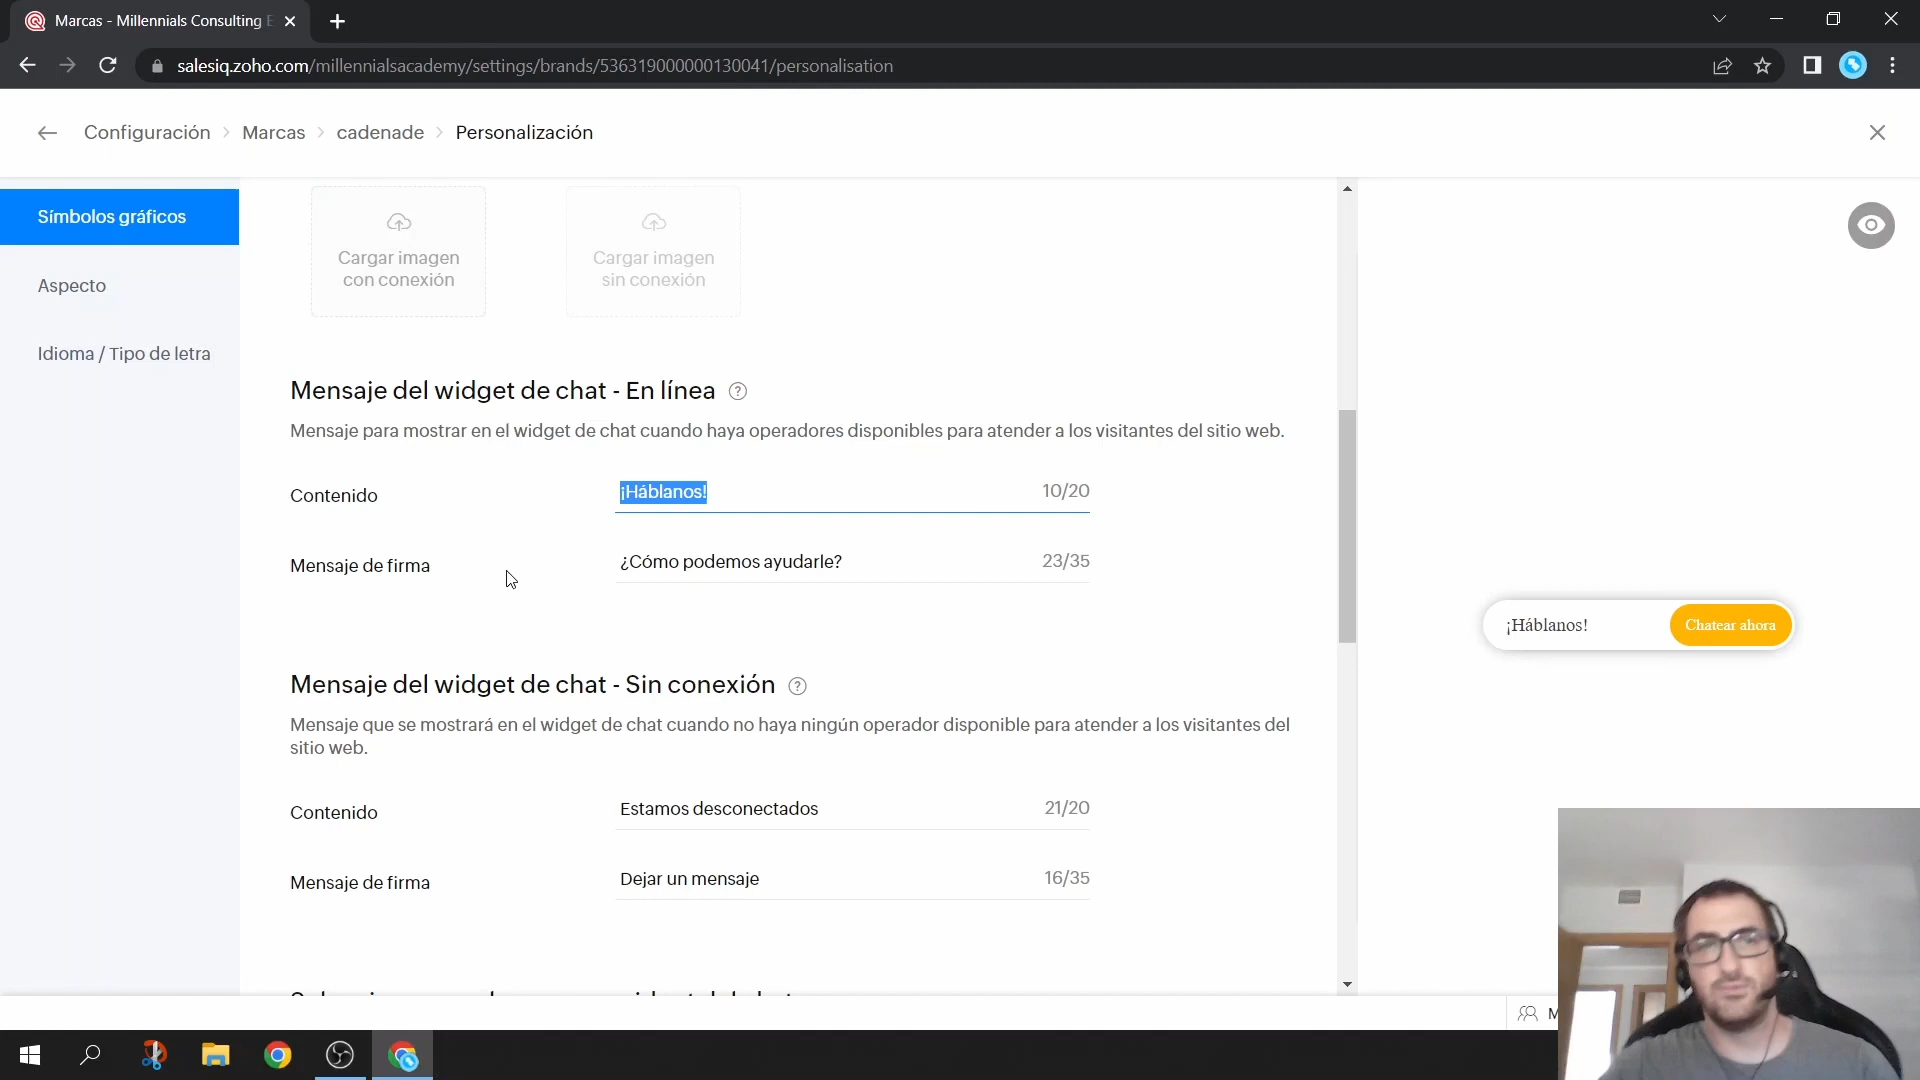 Marcas - Millennials Consulting E
salesiq.zoho.com/millennialsacademy/settings/brands/536319000000130041/personalisation
Configuración > Marcas > cadenade > Personalización
Símbolos gráficos
Aspecto
Idioma / Tipo de letra
Cargar imagen
con conexión
Cargar imagen
sin conexión
Mensaje del widget de chat - En línea ?
Mensaje para mostrar en el widget de chat cuando haya operadores disponibles para atender a los visitantes del sitio web.
Contenido ¡Háblanos! 10/20
Mensaje de firma ¿Cómo podemos ayudarle? 23/35
Mensaje del widget de chat - Sin conexión ?
Mensaje que se mostrará en el widget de chat cuando no haya ningún operador disponible para atender a los visitantes del
sitio web.
Contenido Estamos desconectados 21/20
Mensaje de firma Dejar un mensaje 16/35
¡Háblanos! Chatear ahora
M